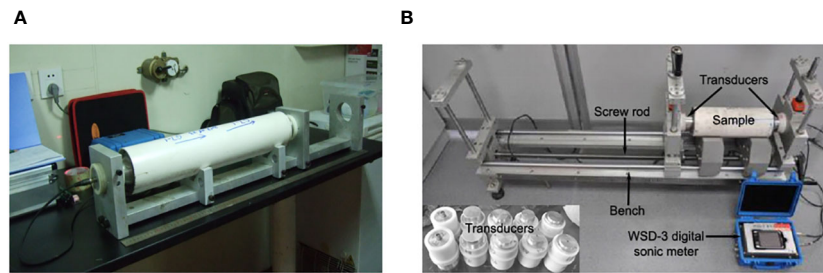 A
B
Transducers
Screw rod
Sample
Bench
Transducers
WSD-3 digital
sonic meter